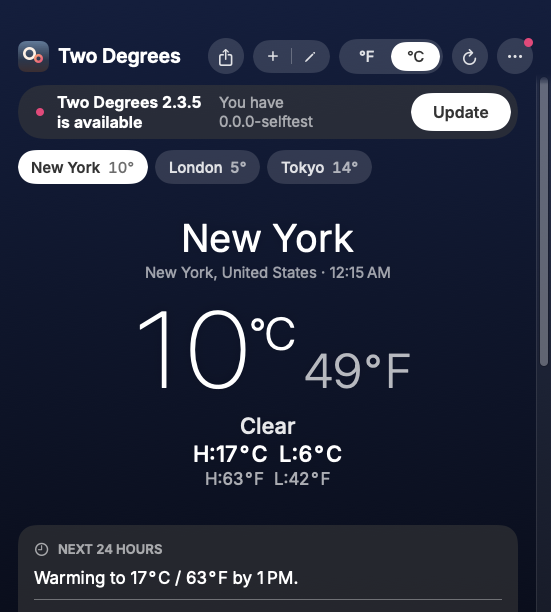 Two Degrees
°F
°C
Two Degrees 2.3.5
is available
You have
0.0.0-selftest
Update
New York 10°
London 5°
Tokyo 14°
New York
New York, United States · 12:15 AM
10°C 49°F
Clear
H:17°C L:6°C
H:63°F L:42°F
NEXT 24 HOURS
Warming to 17°C / 63°F by 1 PM.